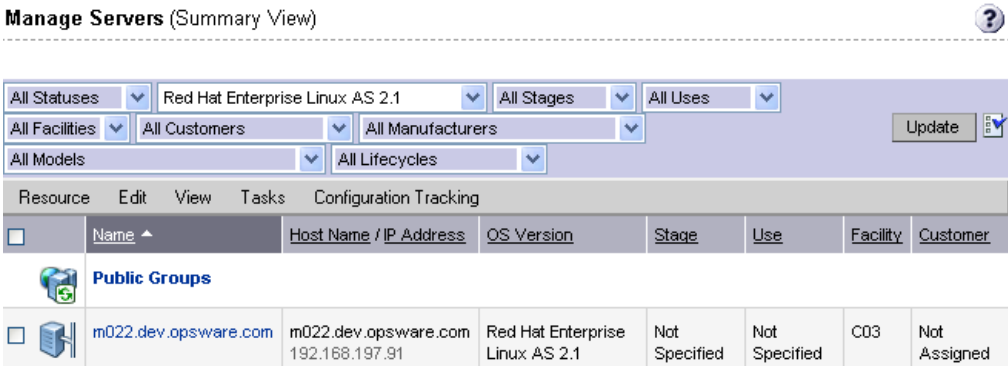 Manage Servers (Summary View)
?
All Statuses Red Hat Enterprise Linux AS 2.1 All Stages All Uses
All Facilities All Customers All Manufacturers Update
All Models All Lifecycles
Resource Edit View Tasks Configuration Tracking
Name Host Name / IP Address OS Version Stage Use Facility Customer
Public Groups
m022.dev.opsware.com m022.dev.opsware.com Red Hat Enterprise Not Not C03 Not
192.168.197.91 Linux AS 2.1 Specified Specified Assigned